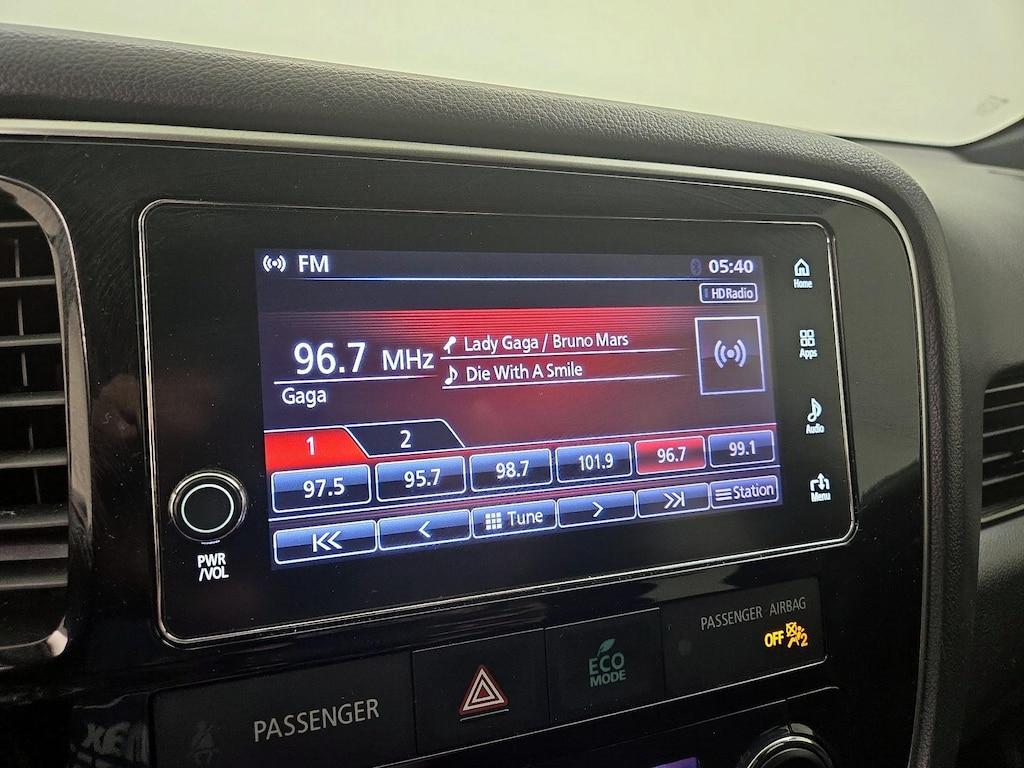 FM
05:40
HD Radio
Home
96.7 MHz
Lady Gaga / Bruno Mars
Die With A Smile
Gaga
Apps
Audio
1
2
97.5
95.7
98.7
101.9
96.7
99.1
Tune
Station
Menu
PWR
/VOL
PASSENGER AIRBAG
OFF
2
ECO
MODE
PASSENGER